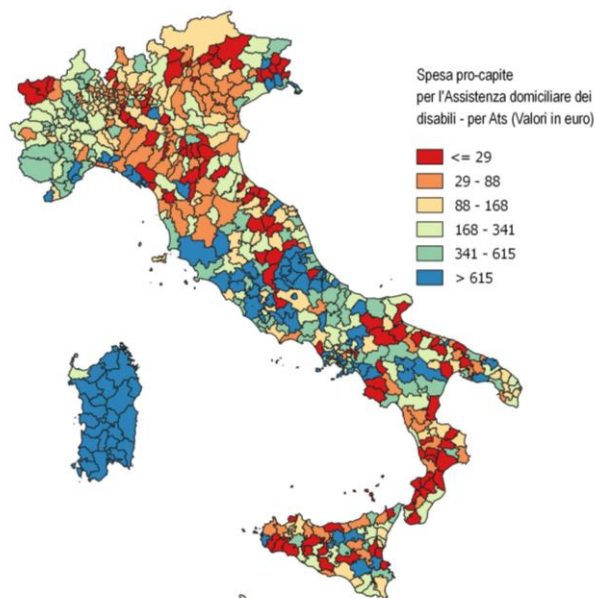 Spesa pro-capite
per l'Assistenza domiciliare dei
disabili - per Ats (Valori in euro)
<= 29
29 - 88
88 - 168
168 - 341
341 - 615
> 615